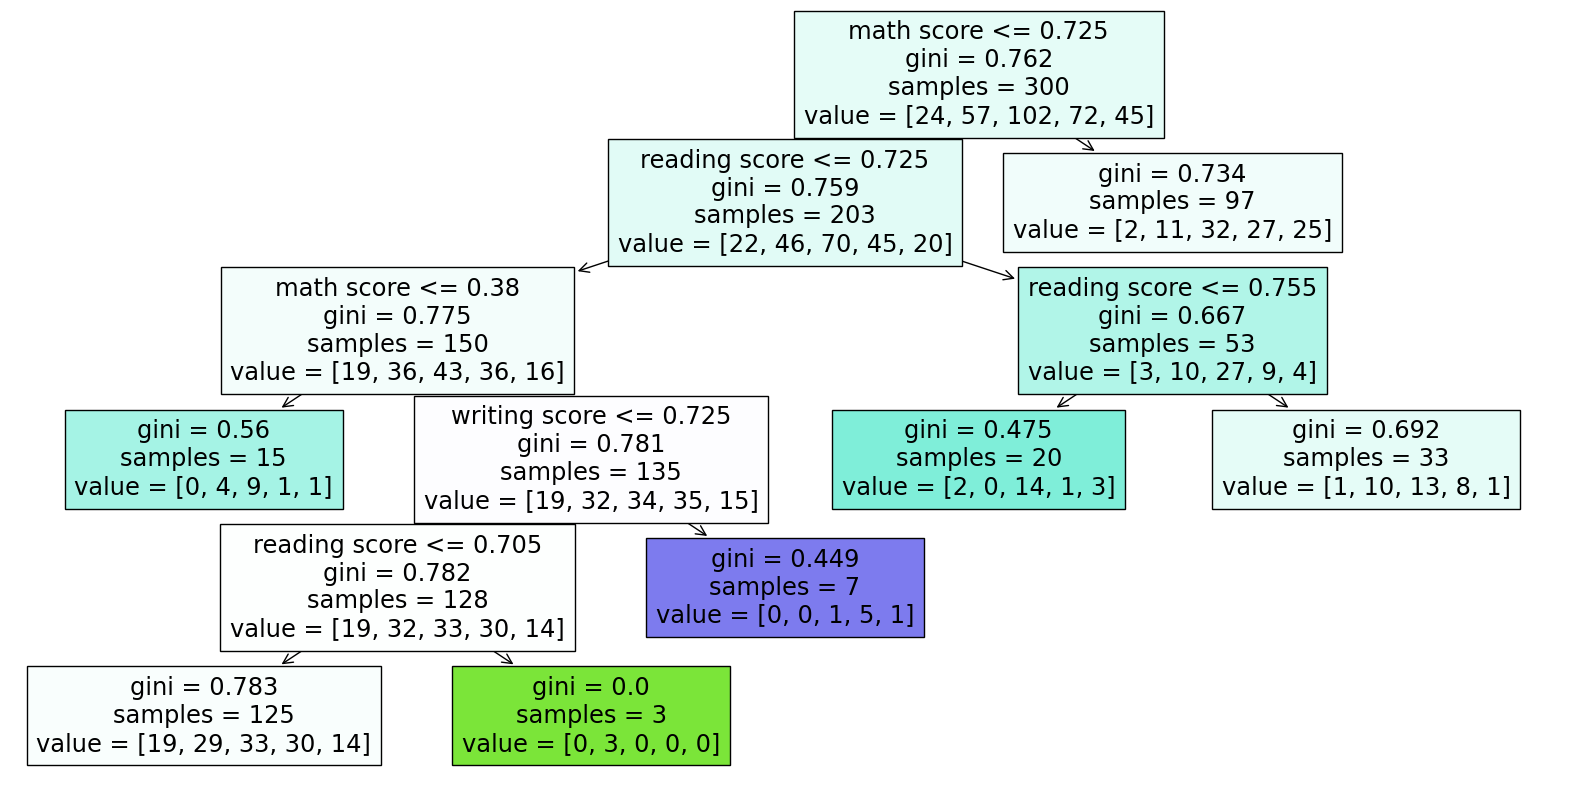 math score <= 0.725
gini = 0.762
samples = 300
value = [24, 57, 102, 72, 45]
reading score <= 0.725
gini = 0.759
samples = 203
value = [22, 46, 70, 45, 20]
gini = 0.734
samples = 97
value = [2, 11, 32, 27, 25]
math score <= 0.38
gini = 0.775
samples = 150
value = [19, 36, 43, 36, 16]
reading score <= 0.755
gini = 0.667
samples = 53
value = [3, 10, 27, 9, 4]
gini = 0.56
samples = 15
value = [0, 4, 9, 1, 1]
writing score <= 0.725
gini = 0.781
samples = 135
value = [19, 32, 34, 35, 15]
gini = 0.475
samples = 20
value = [2, 0, 14, 1, 3]
gini = 0.692
samples = 33
value = [1, 10, 13, 8, 1]
reading score <= 0.705
gini = 0.782
samples = 128
value = [19, 32, 33, 30, 14]
gini = 0.449
samples = 7
value = [0, 0, 1, 5, 1]
gini = 0.783
samples = 125
value = [19, 29, 33, 30, 14]
gini = 0.0
samples = 3
value = [0, 3, 0, 0, 0]